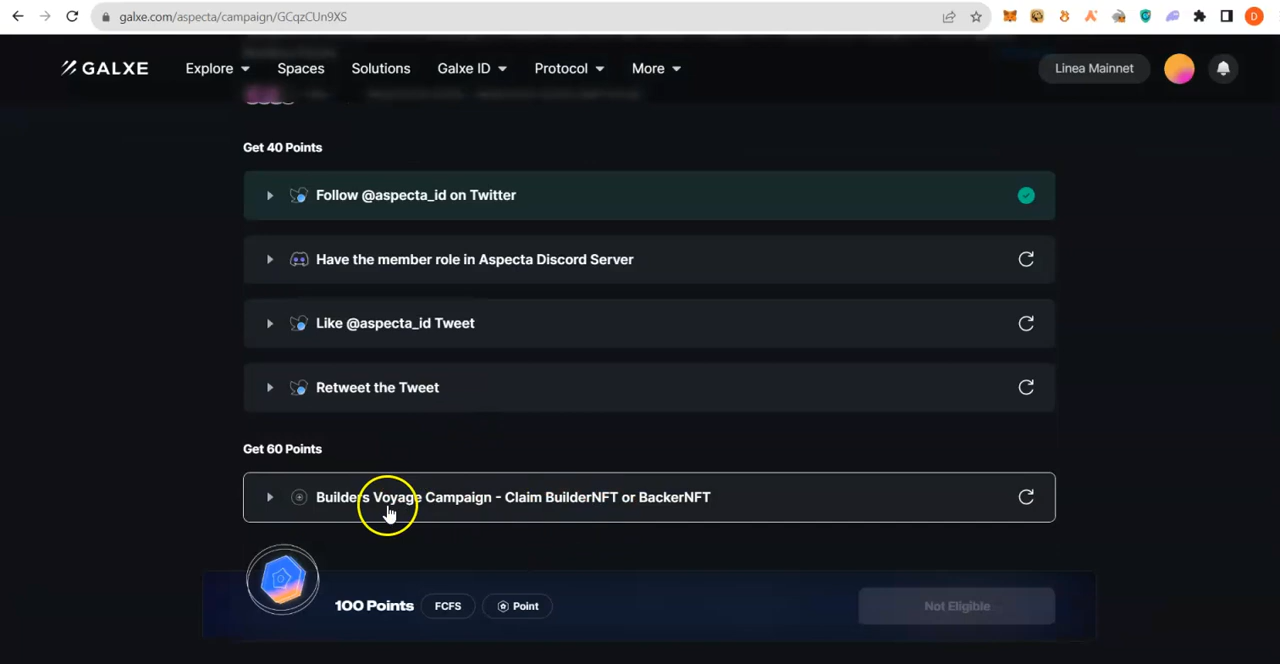 galxe.com/aspecta/campaign/GCqzCUn9XS
D
GALXE
Explore
Spaces
Solutions
Galxe ID
Protocol
More
Linea Mainnet
Get 40 Points
Follow @aspecta_id on Twitter
Have the member role in Aspecta Discord Server
Like @aspecta_id Tweet
Retweet the Tweet
Get 60 Points
Builders Voyage Campaign - Claim BuilderNFT or BackerNFT
100 Points
FCFS
Point
Not Eligible